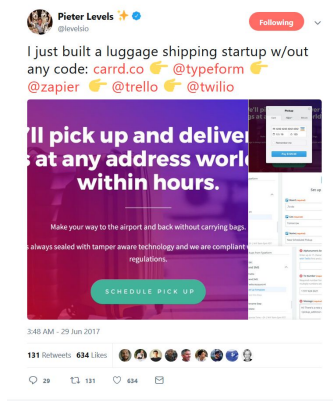 Pieter Levels
@levelsio
Following
I just built a luggage shipping startup w/out
any code: carrd.co 👉 @typeform 👉
@zapier 👉 @trello 👉 @twilio
'll pick up and deliver
s at any address worl
within hours.
Make your way to the airport and back without carrying bags.
always sealed with tamper aware technology and we are compliant
regulations.
SCHEDULE PICK UP
3:48 AM - 29 Jun 2017
131 Retweets 634 Likes
29 131 634